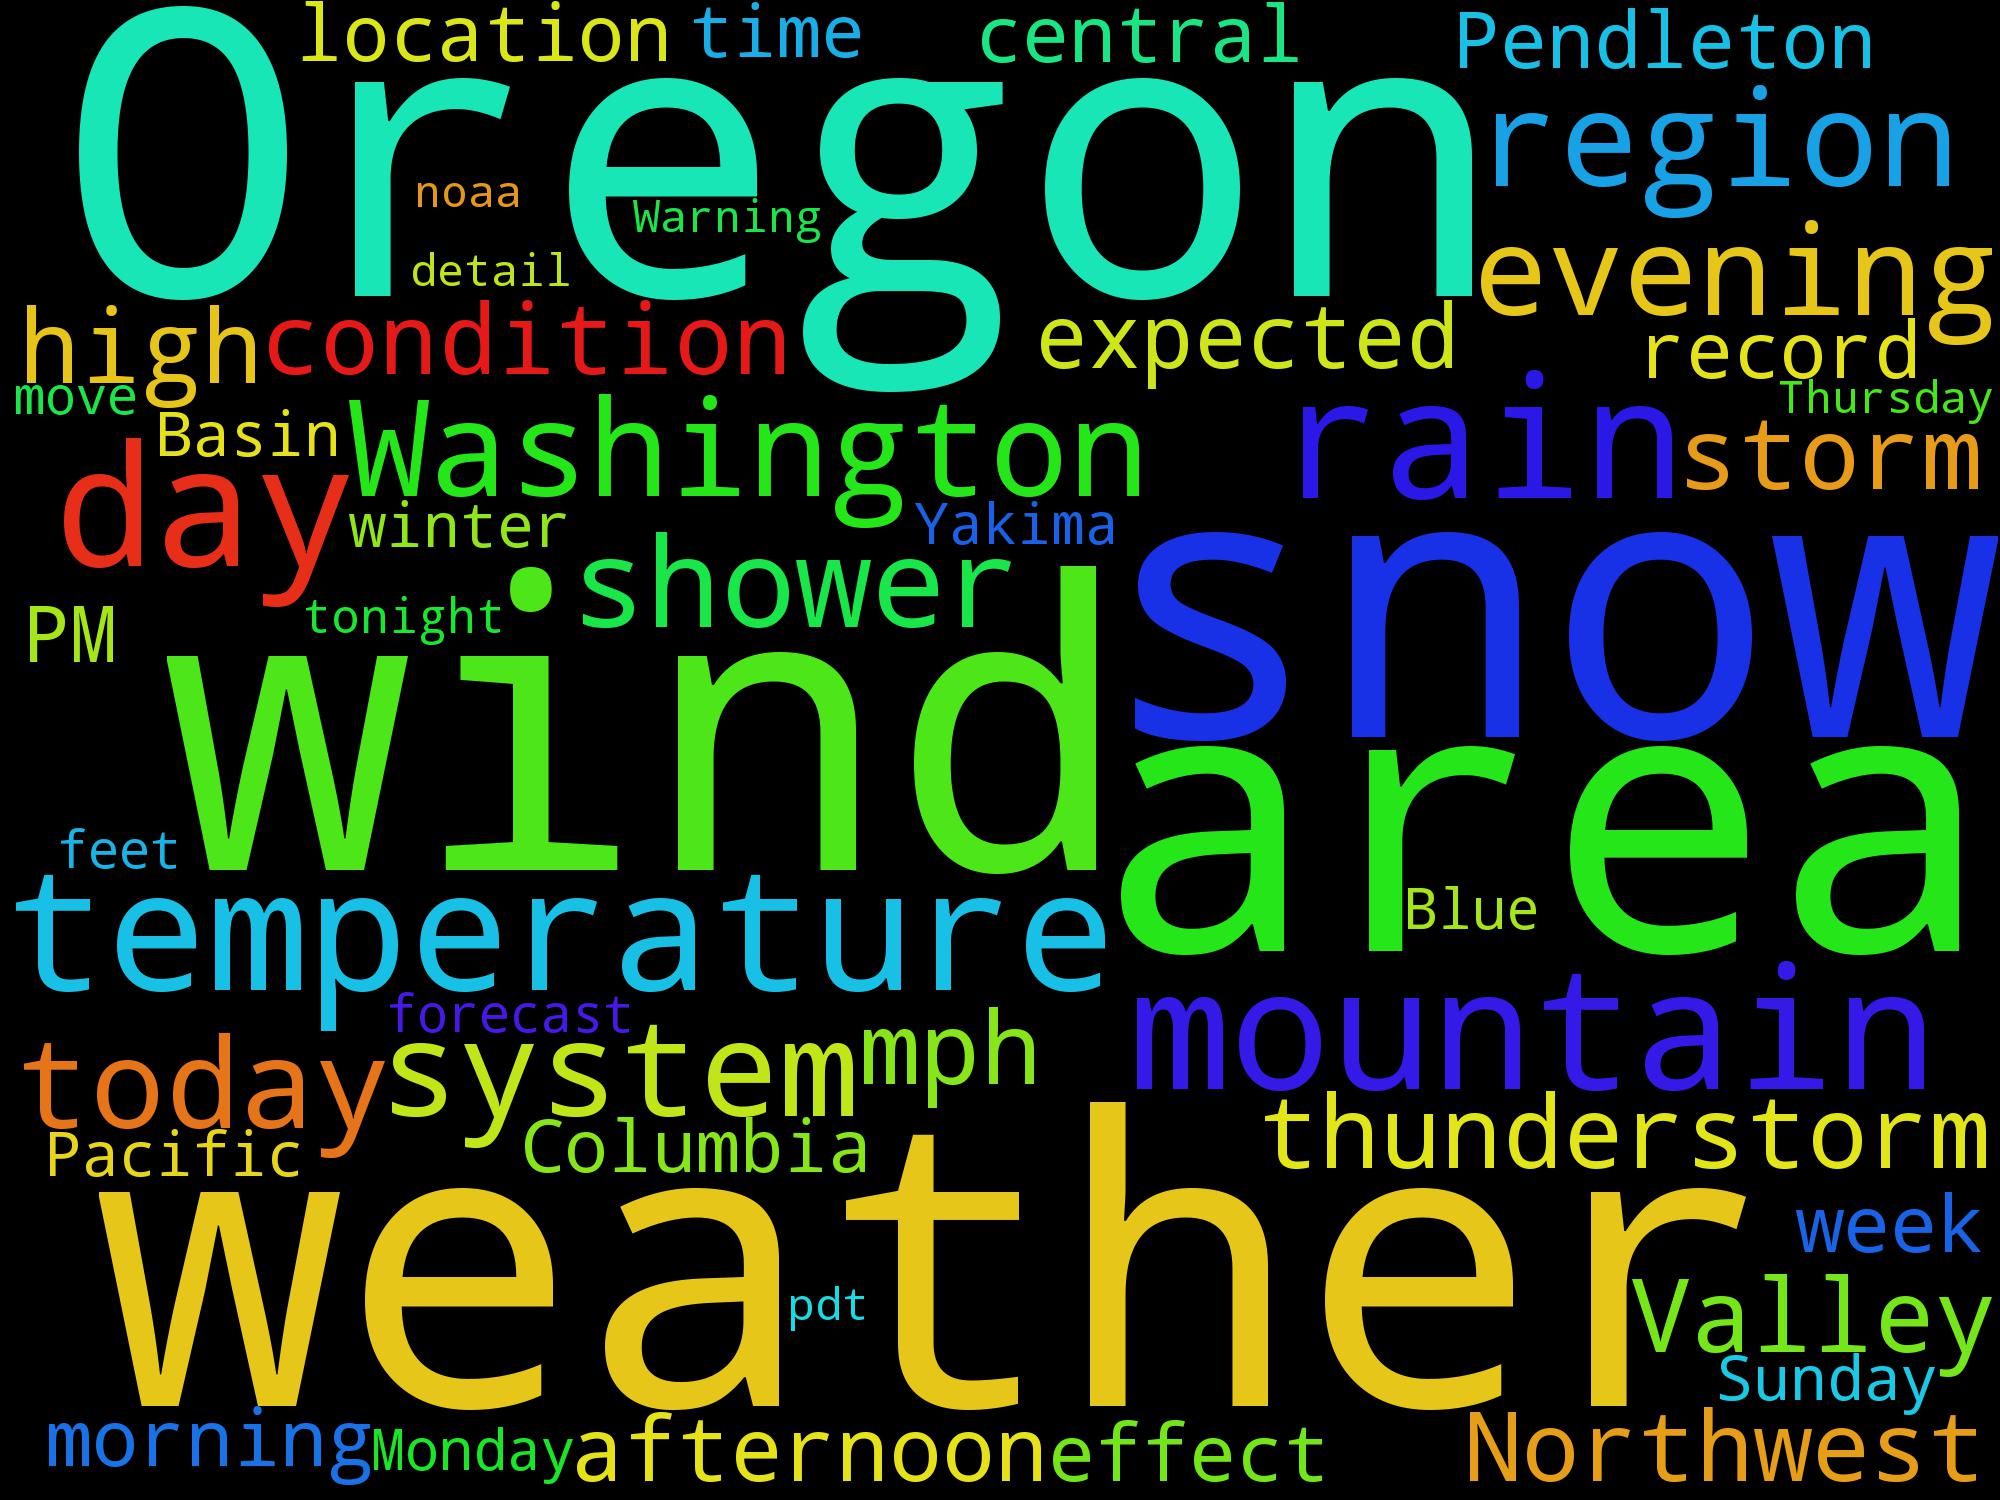 location time central Pendleton
Oregon
region
noaa
Warning
detail
evening
high condition expected record
move Basin Washington rain Thursday
storm
day
winter Yakima snow
shower
PM tonight
wind
area
feet
Blue
temperature
forecast mountain
today system mph
Pacific Columbia thunderstorm
weather
week
pdt Valley
Sunday
morning Monday afternoon effect Northwest